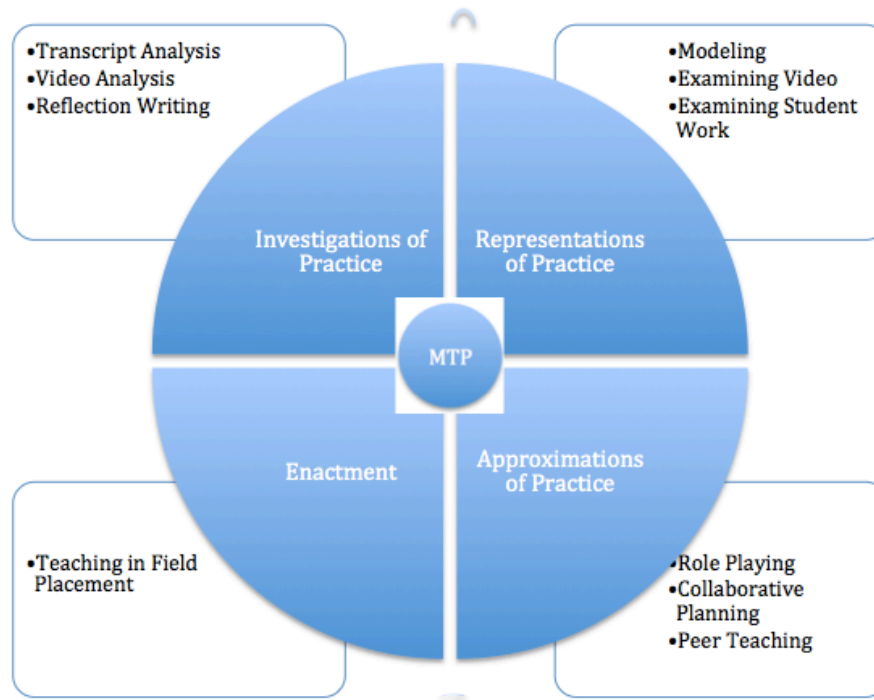 •Transcript Analysis
•Video Analysis
•Reflection Writing
•Modeling
•Examining Video
•Examining Student
Work
Investigations of
Practice
Representations
of Practice
MTP
Enactment
Approximations
of Practice
•Teaching in Field
Placement
•Role Playing
•Collaborative
Planning
•Peer Teaching